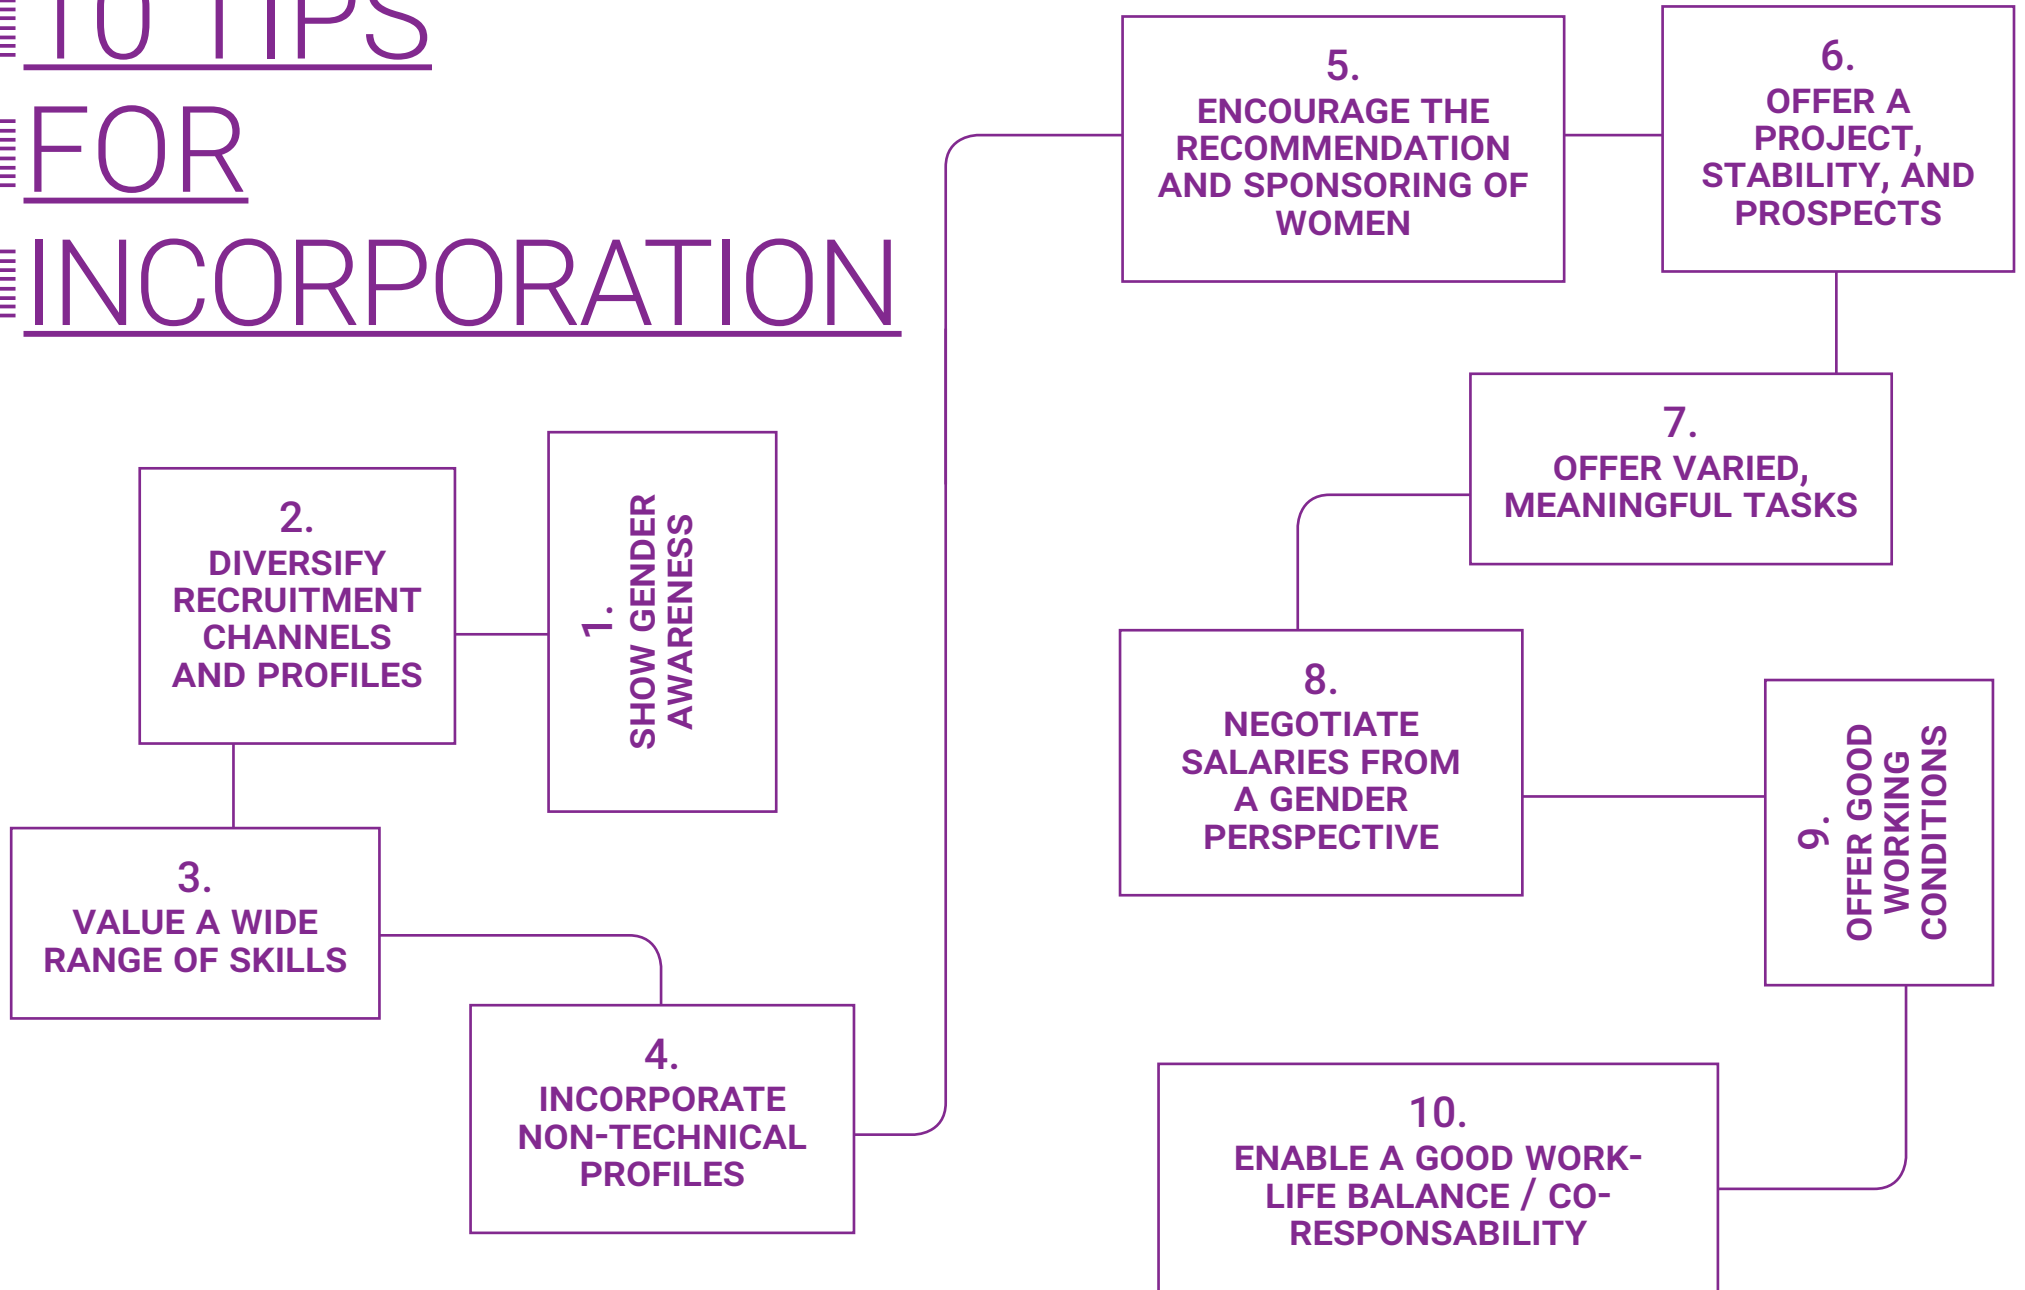 10 TIPS
FOR
INCORPORATION
1.
SHOW GENDER
AWARENESS
2.
DIVERSIFY
RECRUITMENT
CHANNELS
AND PROFILES
3.
VALUE A WIDE
RANGE OF SKILLS
4.
INCORPORATE
NON-TECHNICAL
PROFILES
5.
ENCOURAGE THE
RECOMMENDATION
AND SPONSORING OF
WOMEN
6.
OFFER A
PROJECT,
STABILITY, AND
PROSPECTS
7.
OFFER VARIED,
MEANINGFUL TASKS
8.
NEGOTIATE
SALARIES FROM
A GENDER
PERSPECTIVE
9.
OFFER GOOD
WORKING
CONDITIONS
10.
ENABLE A GOOD WORK-
LIFE BALANCE / CO-
RESPONSABILITY